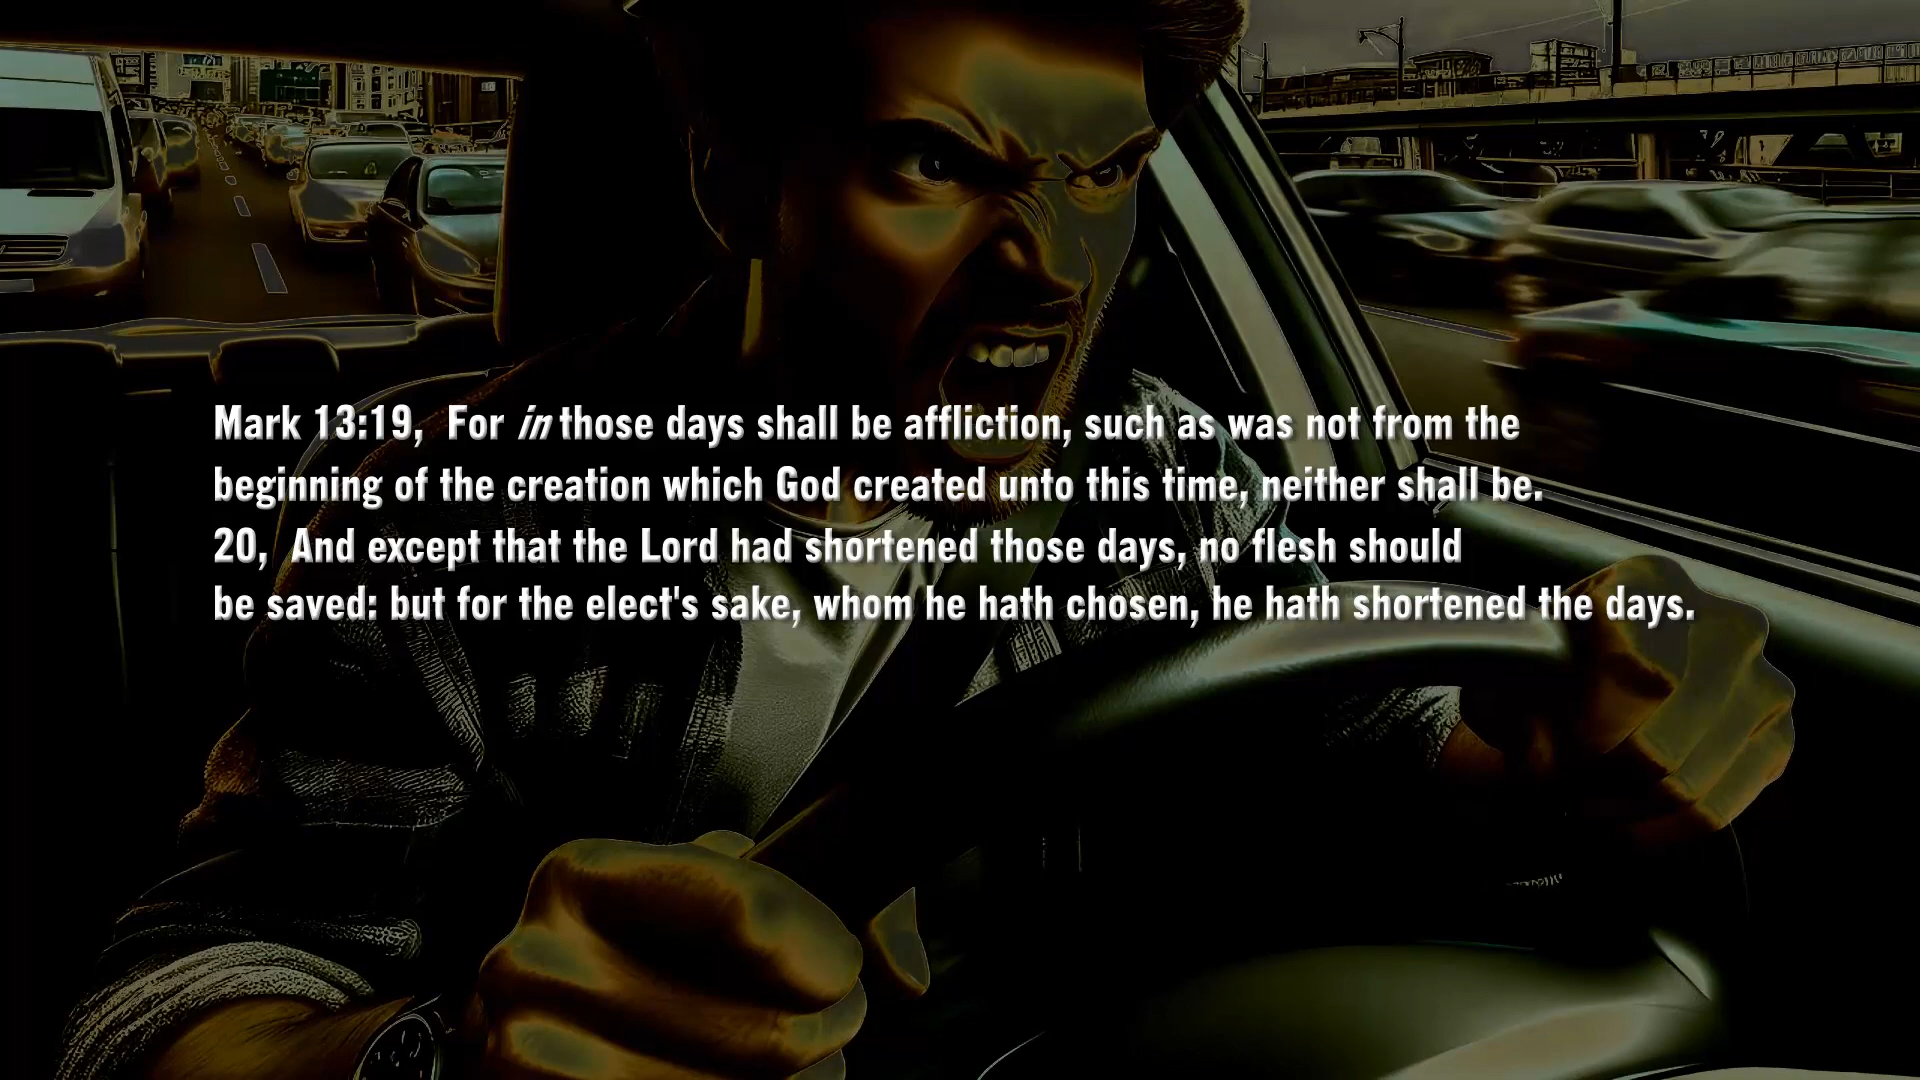 Mark 13:19, For in those days shall be affliction, such as was not from the
beginning of the creation which God created unto this time, neither shall be.
20, And except that the Lord had shortened those days, no flesh should
be saved: but for the elect's sake, whom he hath chosen, he hath shortened the days.